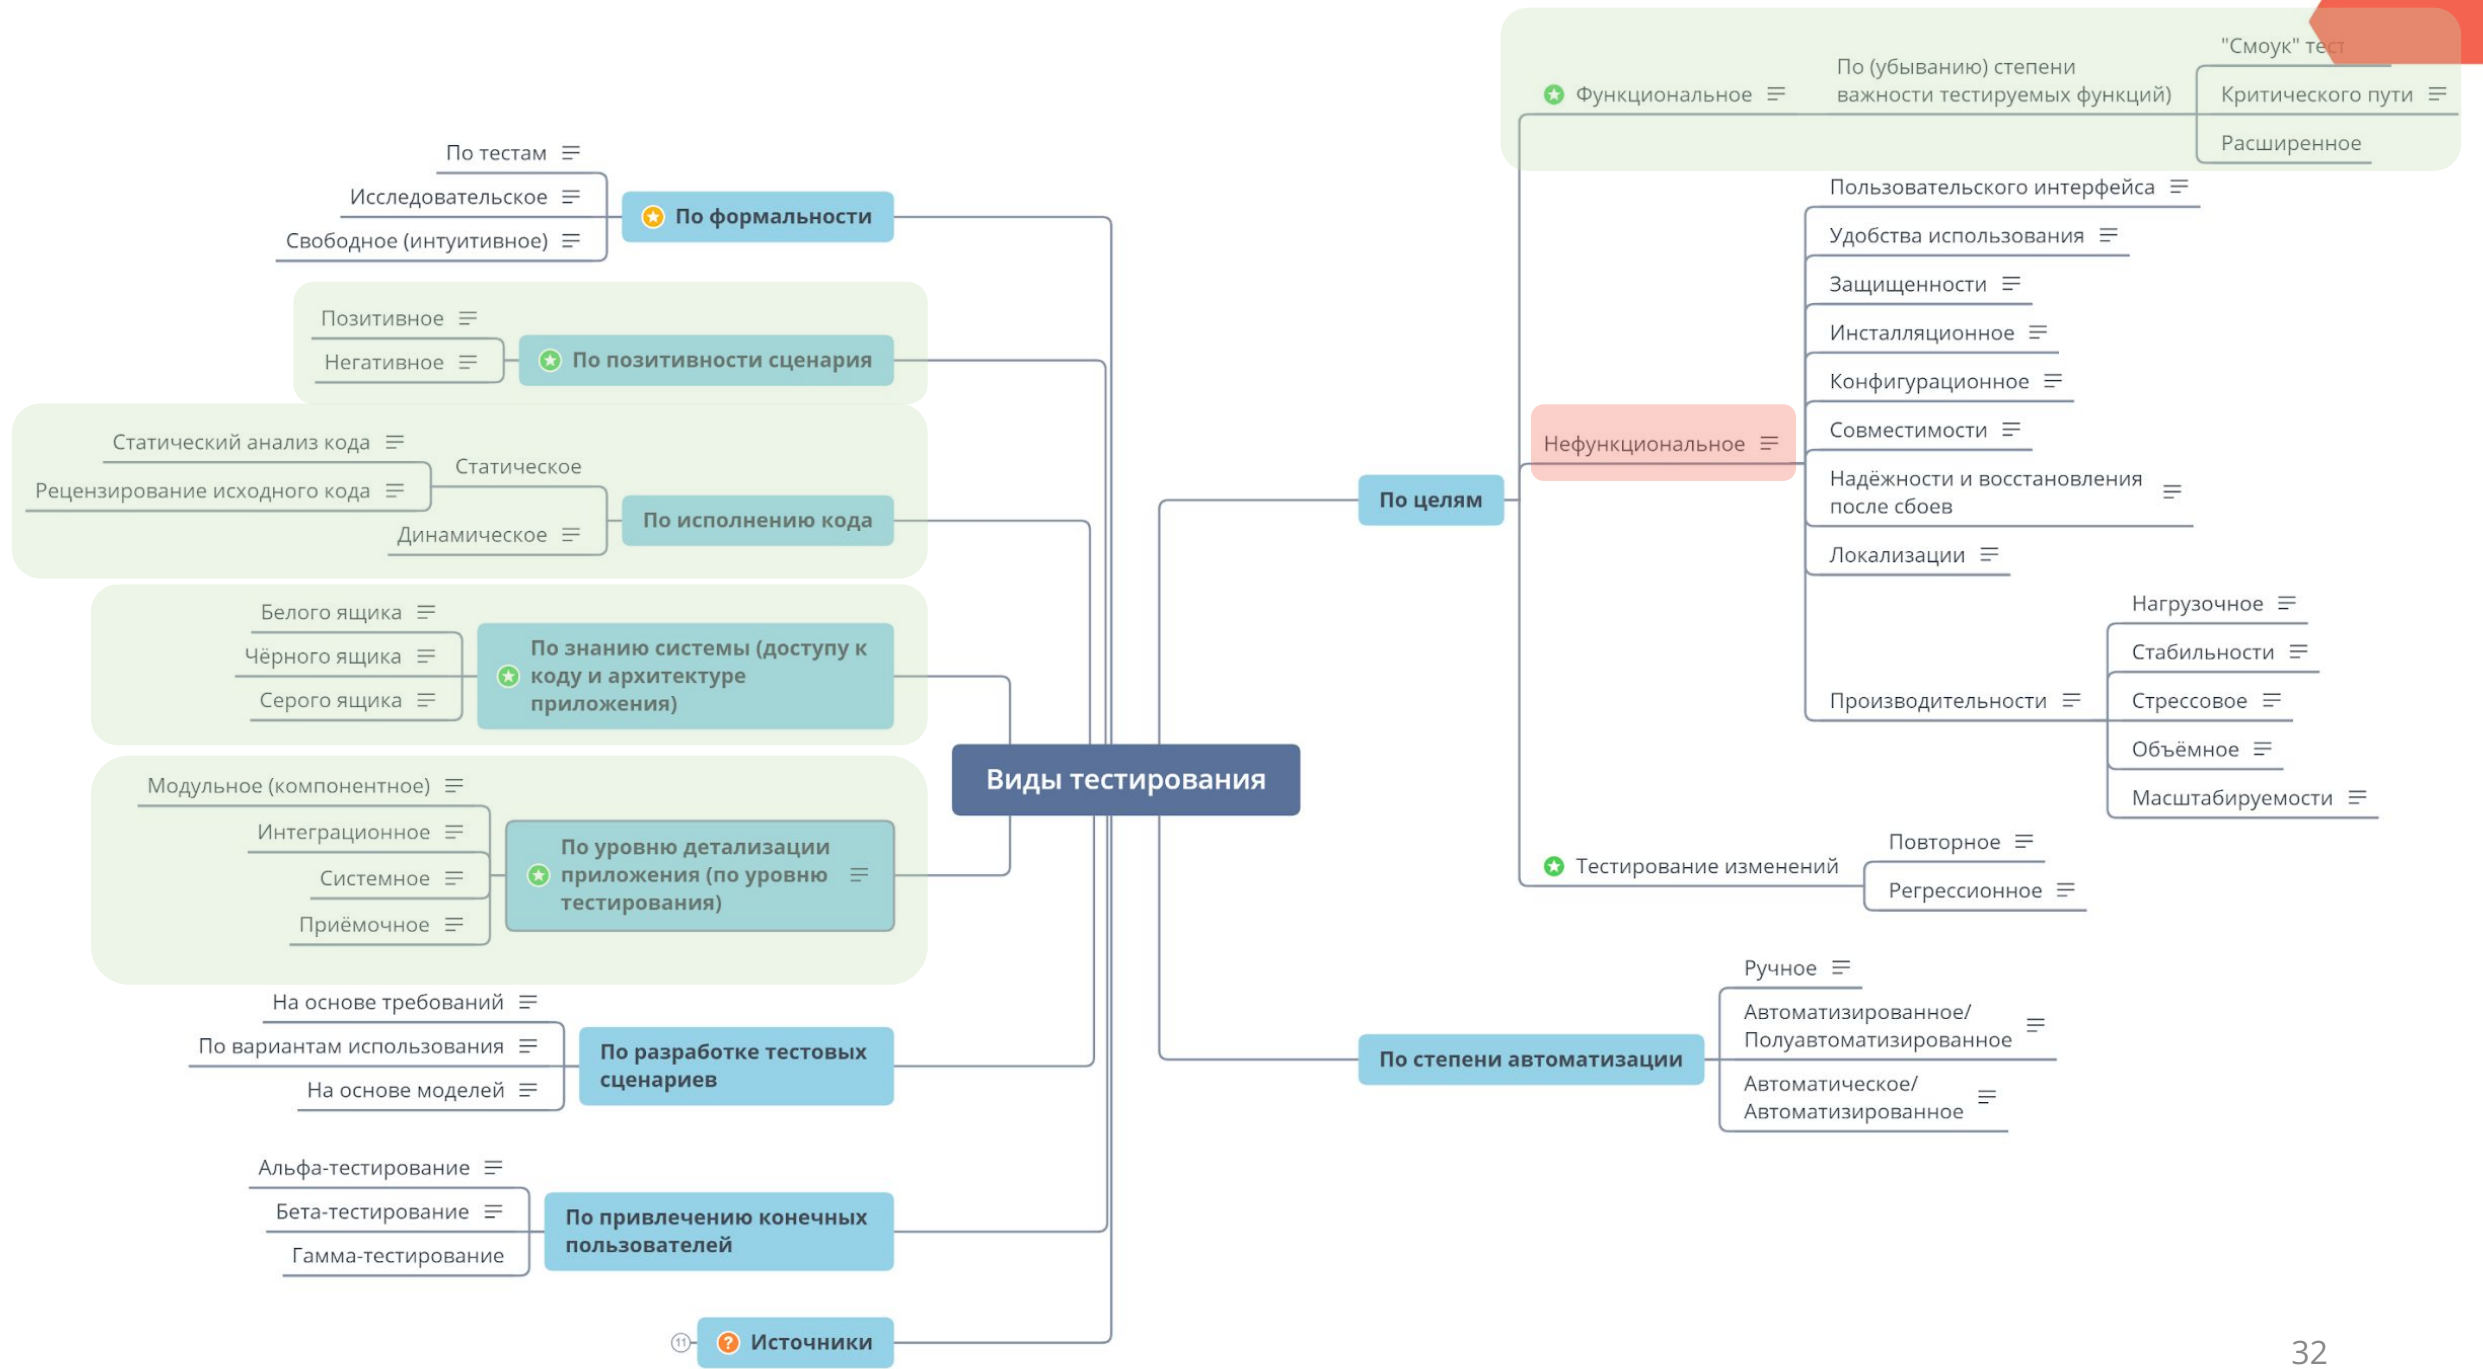 По тестам
Исследовательское
Свободное (интуитивное)
По формальности
Позитивное
Негативное
По позитивности сценария
Статический анализ кода
Рецензирование исходного кода
Статическое
Динамическое
По исполнению кода
Белого ящика
Чёрного ящика
Серого ящика
По знанию системы (доступу к
коду и архитектуре
приложения)
Модульное (компонентное)
Интеграционное
Системное
Приёмочное
По уровню детализации
приложения (по уровню
тестирования)
На основе требований
По вариантам использования
На основе моделей
По разработке тестовых
сценариев
Альфа-тестирование
Бета-тестирование
Гамма-тестирование
По привлечению конечных
пользователей
11
?
Источники
Виды тестирования
По целям
Функциональное
По (убыванию) степени
важности тестируемых функций)
"Смоук" тест
Критического пути
Расширенное
Нефункциональное
Пользовательского интерфейса
Удобства использования
Защищенности
Инсталляционное
Конфигурационное
Совместимости
Надёжности и восстановления
после сбоев
Локализации
Производительности
Нагрузочное
Стабильности
Стрессовое
Объёмное
Масштабируемости
Тестирование изменений
Повторное
Регрессионное
По степени автоматизации
Ручное
Автоматизированное/
Полуавтоматизированное
Автоматическое/
Автоматизированное
32